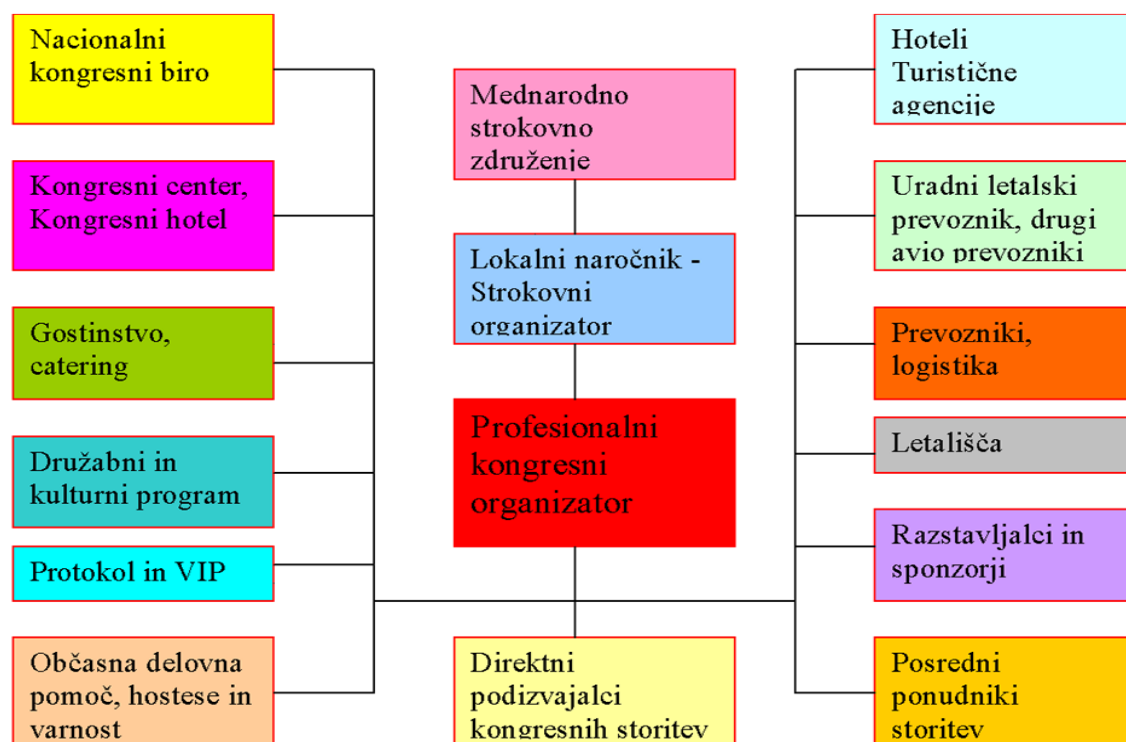 Nacionalni
kongresni biro
Kongresni center,
Kongresni hotel
Gostinstvo,
catering
Družabni in
kulturni program
Protokol in VIP
Občasna delovna
pomoč, hostese in
varnost
Mednarodno
strokovno
združenje
Lokalni naročnik -
Strokovni
organizator
Profesionalni
kongresni
organizator
Direktni
podizvajalci
kongresnih storitev
Hoteli
Turistične
agencije
Uradni letalski
prevoznik, drugi
avio prevozniki
Prevozniki,
logistika
Letališča
Razstavljalci in
sponzorji
Posredni
ponudniki
storitev